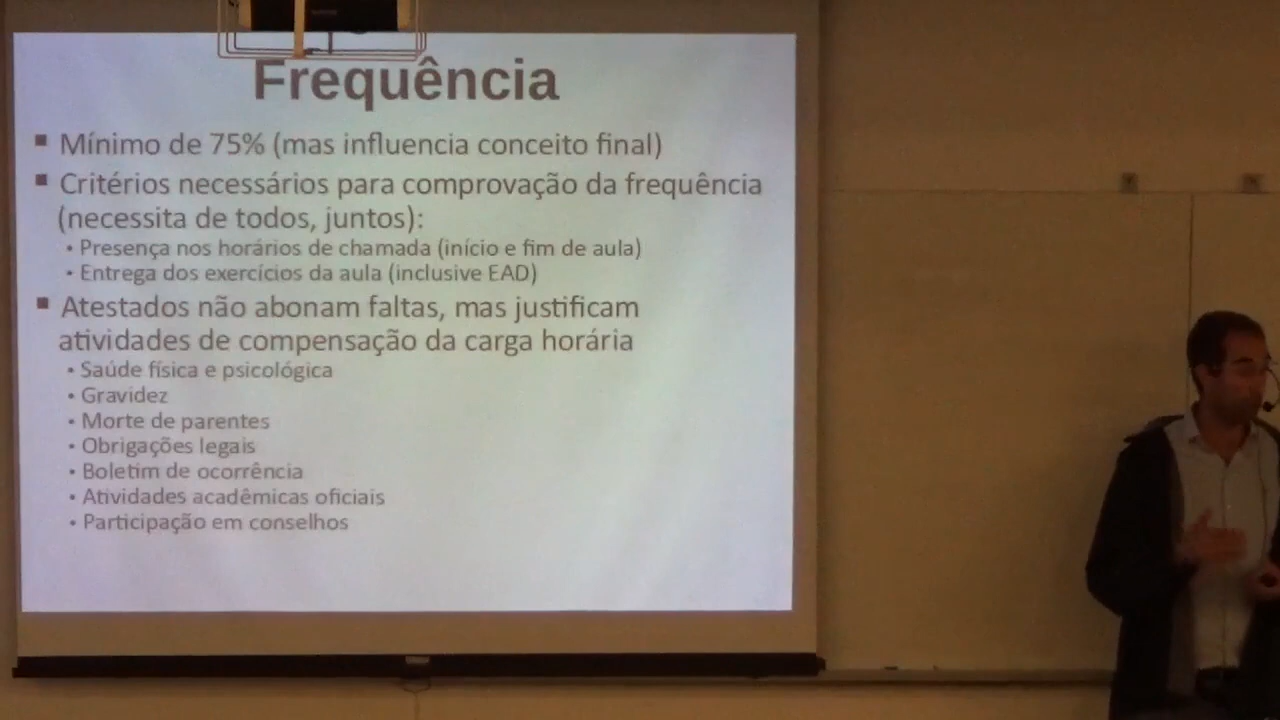 Frequência
▪ Mínimo de 75% (mas influencia conceito final)
▪ Critérios necessários para comprovação da frequência
(necessita de todos, juntos):
• Presença nos horários de chamada (início e fim de aula)
• Entrega dos exercícios da aula (inclusive EAD)
▪ Atestados não abonam faltas, mas justificam
atividades de compensação da carga horária
• Saúde física e psicológica
• Gravidez
• Morte de parentes
• Obrigações legais
• Boletim de ocorrência
• Atividades acadêmicas oficiais
• Participação em conselhos